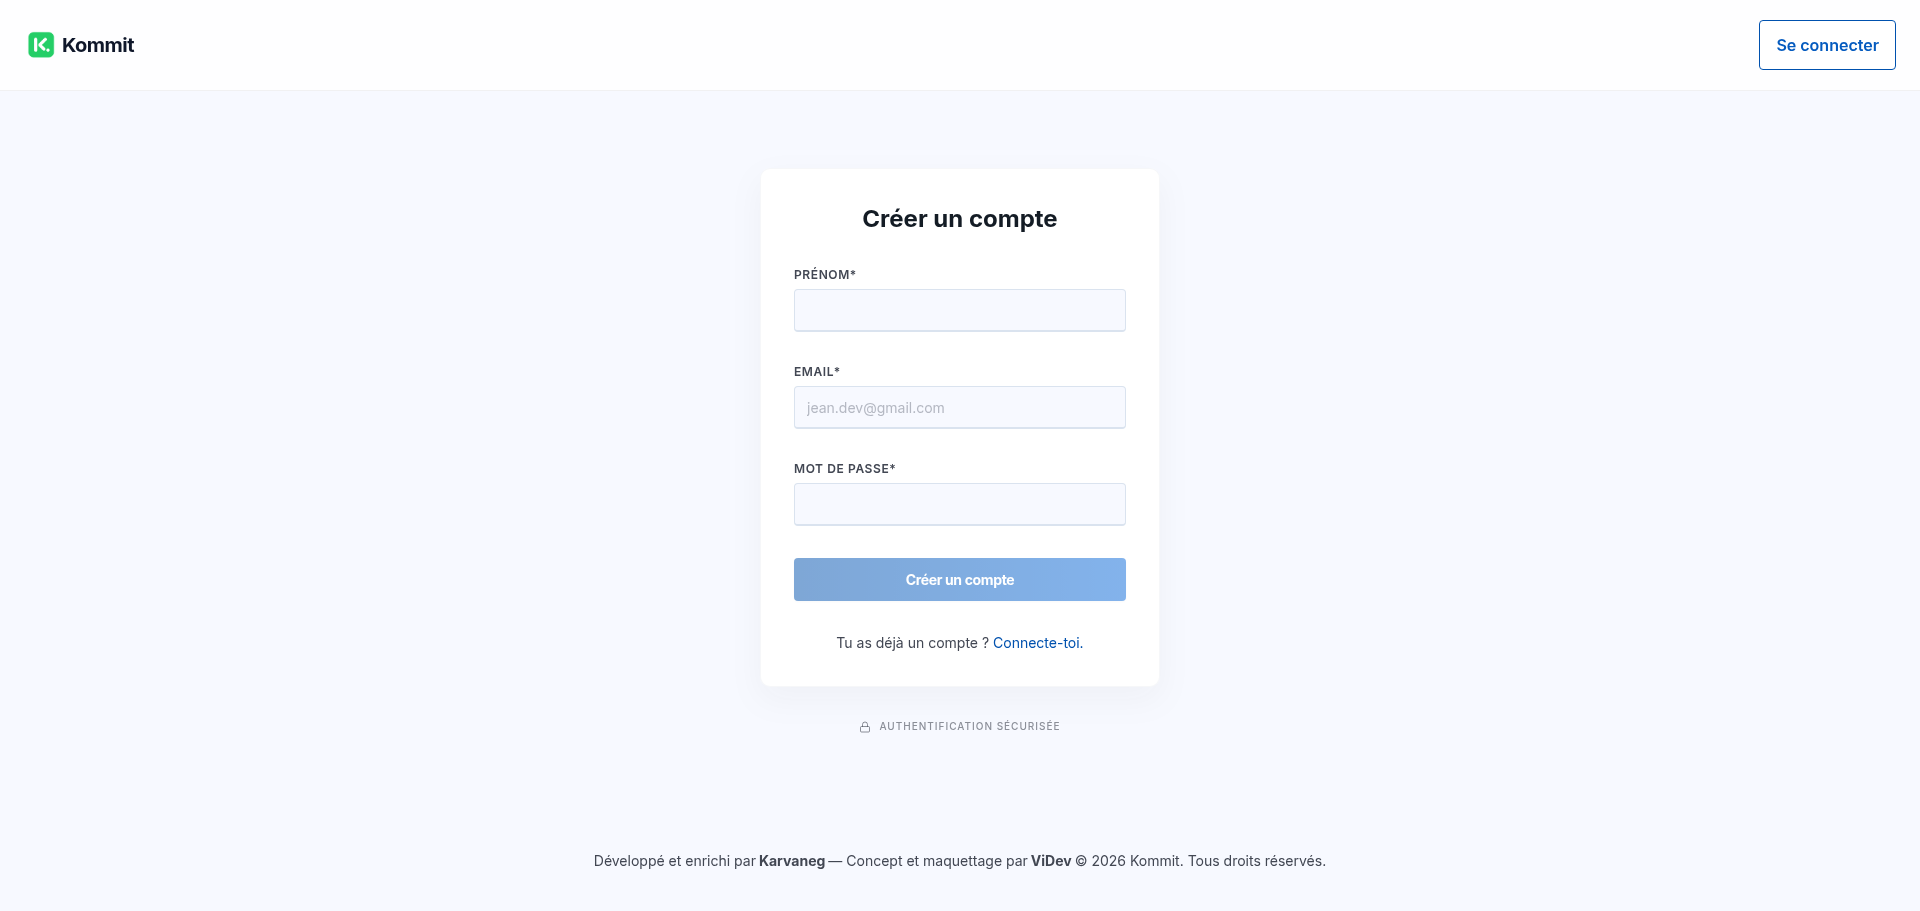 Kommit
Se connecter
Créer un compte
PRÉNOM*
EMAIL*
jean.dev@gmail.com
MOT DE PASSE*
Créer un compte
Tu as déjà un compte ? Connecte-toi.
AUTHENTIFICATION SÉCURISÉE
Développé et enrichi par Karvaneg — Concept et maquettage par ViDev © 2026 Kommit. Tous droits réservés.